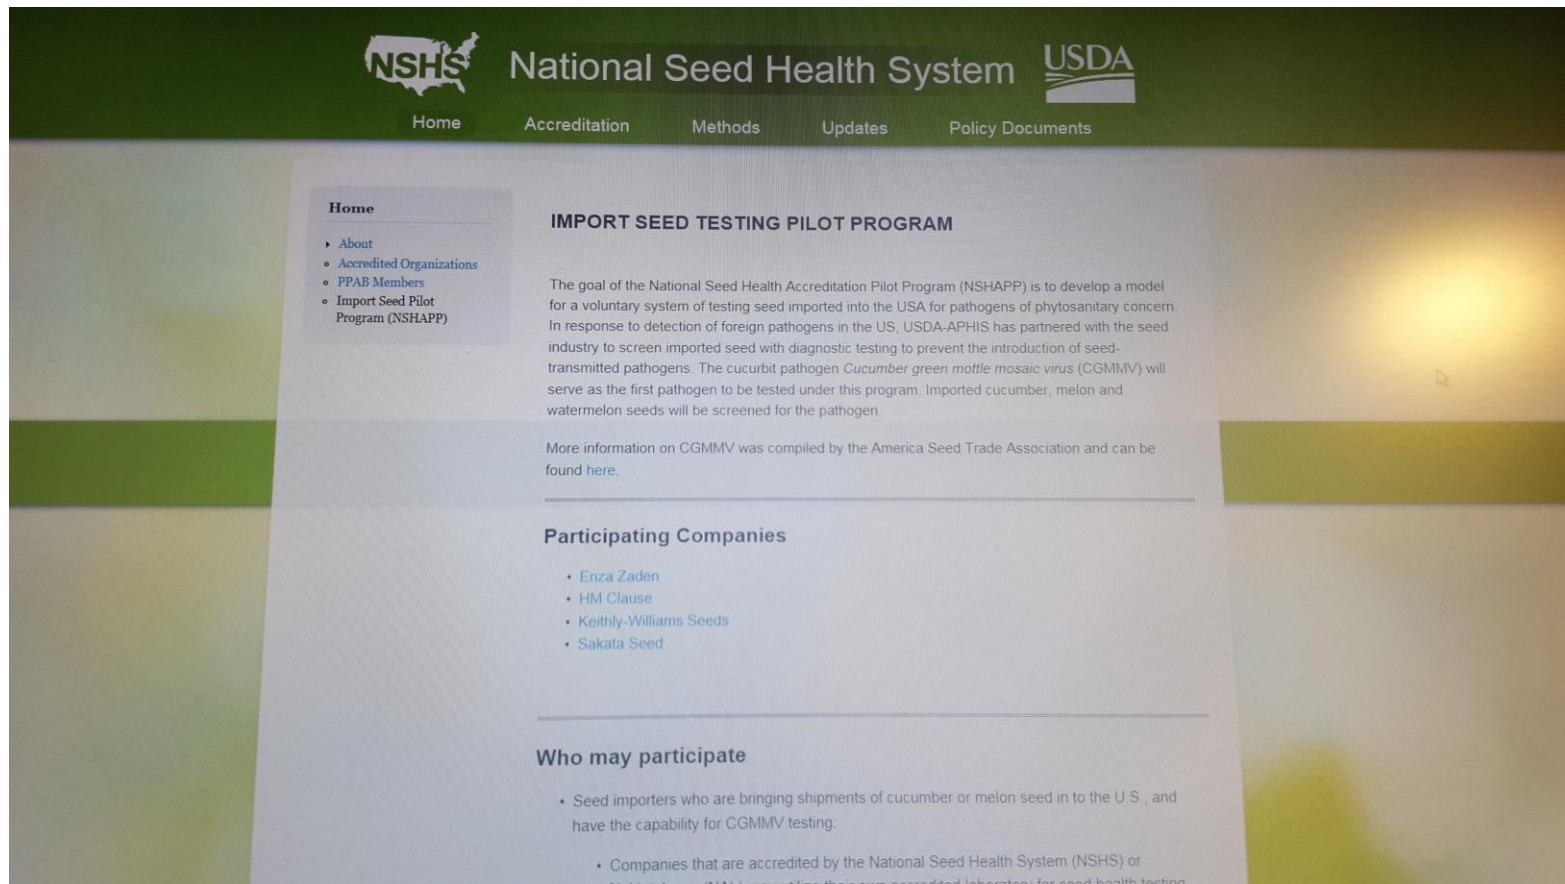 NSHS
National Seed Health System
USDA
Home
Accreditation
Methods
Updates
Policy Documents
Home
About
Accredited Organizations
PPAB Members
Import Seed Pilot
Program (NSHAPP)
IMPORT SEED TESTING PILOT PROGRAM
The goal of the National Seed Health Accreditation Pilot Program (NSHAPP) is to develop a model
for a voluntary system of testing seed imported into the USA for pathogens of phytosanitary concern.
In response to detection of foreign pathogens in the US, USDA-APHIS has partnered with the seed
industry to screen imported seed with diagnostic testing to prevent the introduction of seed-
transmitted pathogens. The cucurbit pathogen Cucumber green mottle mosaic virus (CGMMV) will
serve as the first pathogen to be tested under this program. Imported cucumber, melon and
watermelon seeds will be screened for the pathogen.
More information on CGMMV was compiled by the America Seed Trade Association and can be
found here.
Participating Companies
• Enza Zaden
• HM Clause
• Keithly-Williams Seeds
• Sakata Seed
Who may participate
• Seed importers who are bringing shipments of cucumber or melon seed in to the U.S., and
have the capability for CGMMV testing:
• Companies that are accredited by the National Seed Health System (NSHS) or
accredited laboratory for seed health testing